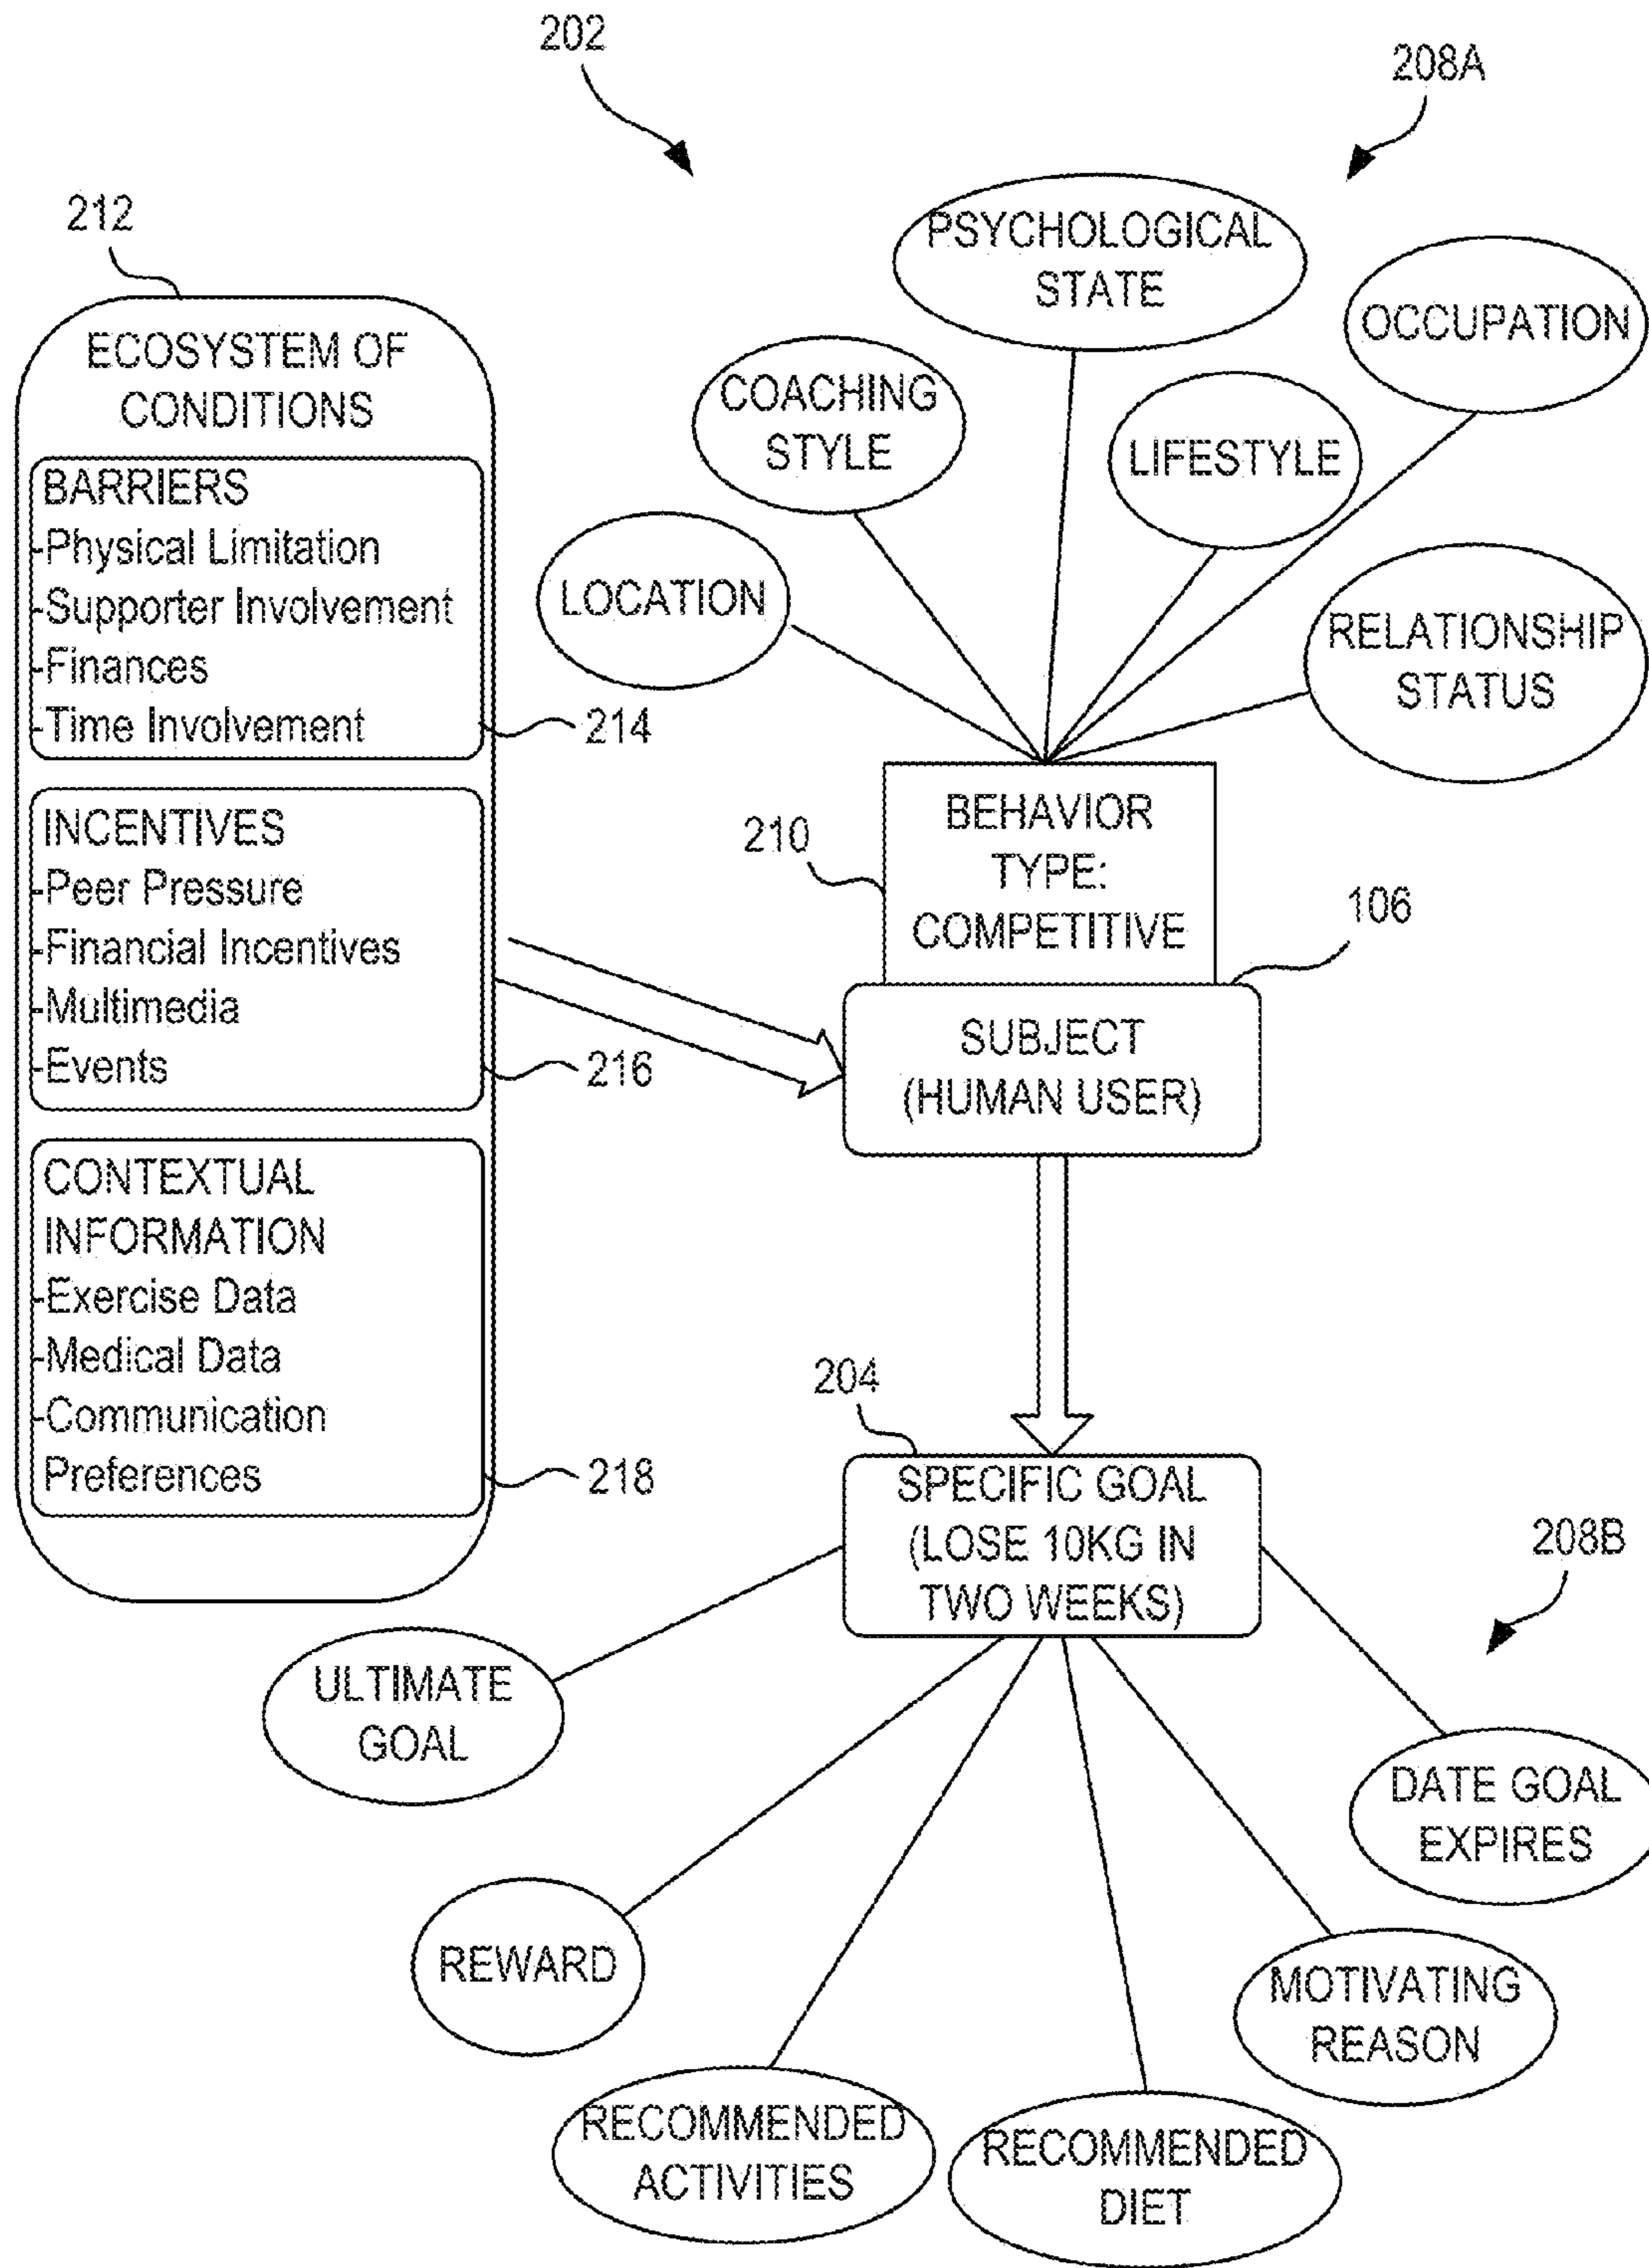 202
208A
212
PSYCHOLOGICAL
STATE
OCCUPATION
ECOSYSTEM OF
CONDITIONS
COACHING
STYLE
LIFESTYLE
LOCATION
RELATIONSHIP
STATUS
BARRIERS
-Physical Limitation
-Supporter Involvement
-Finances
-Time Involvement
214
INCENTIVES
-Peer Pressure
-Financial Incentives
-Multimedia
-Events
216
CONTEXTUAL
INFORMATION
-Exercise Data
-Medical Data
-Communication
Preferences
218
210
BEHAVIOR
TYPE:
COMPETITIVE
106
SUBJECT
(HUMAN USER)
204
SPECIFIC GOAL
(LOSE 10KG IN
TWO WEEKS)
208B
ULTIMATE
GOAL
DATE GOAL
EXPIRES
REWARD
MOTIVATING
REASON
RECOMMENDED
ACTIVITIES
RECOMMENDED
DIET